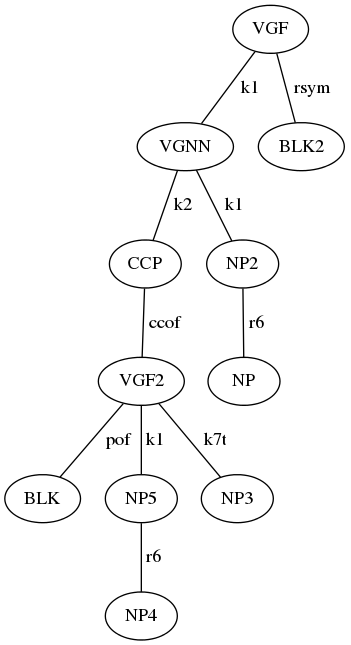 VGF
k1 rsym
VGNN BLK2
k2 k1
CCP NP2
ccof r6
VGF2 NP
pof k1 k7t
BLK NP5 NP3
r6
NP4